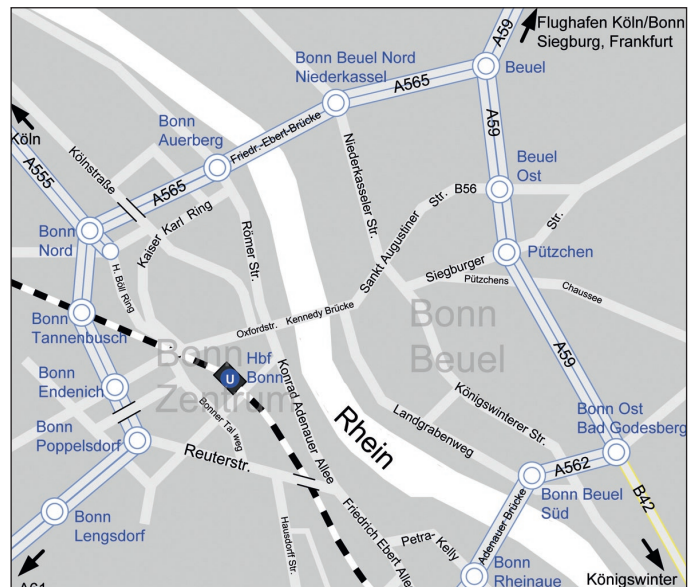 A59
Flughafen Köln/Bonn
Siegburg, Frankfurt
Bonn Beuel Nord
Niederkassel
Beuel
A565
Bonn
Auerberg
Friedr.-Ebert-Brücke
A59
Köln
A555
Kölnstraße
Niederkasseler Str.
Beuel
Ost
A565
Str.
B56
Kaiser Karl Ring
Römer Str.
Sankt Augustiner
Str.
Bonn
Nord
Pützchen
H. Böll Ring
Siegburger
Pützchens
Chaussee
Bonn
Tannenbusch
Oxfordstr.
Kennedy Brücke
Bonn
Beuel
A59
Bonn
Zentrum
Hbf
Bonn
U
Bonn
Endenich
Konrad Adenauer Allee
Königswinterer Str.
Bonn Ost
Bad Godesberg
Bonner Tal weg
Rhein
Landgrabenweg
Bonn
Poppelsdorf
Reuterstr.
A562
B42
Bonn Beuel
Süd
Adenauer-Brücke
Bonn
Lengsdorf
Hausdorff Str.
Friedrich Ebert Allee
Petra- Kelly
Bonn
Rheinaue
Königswinter
A61